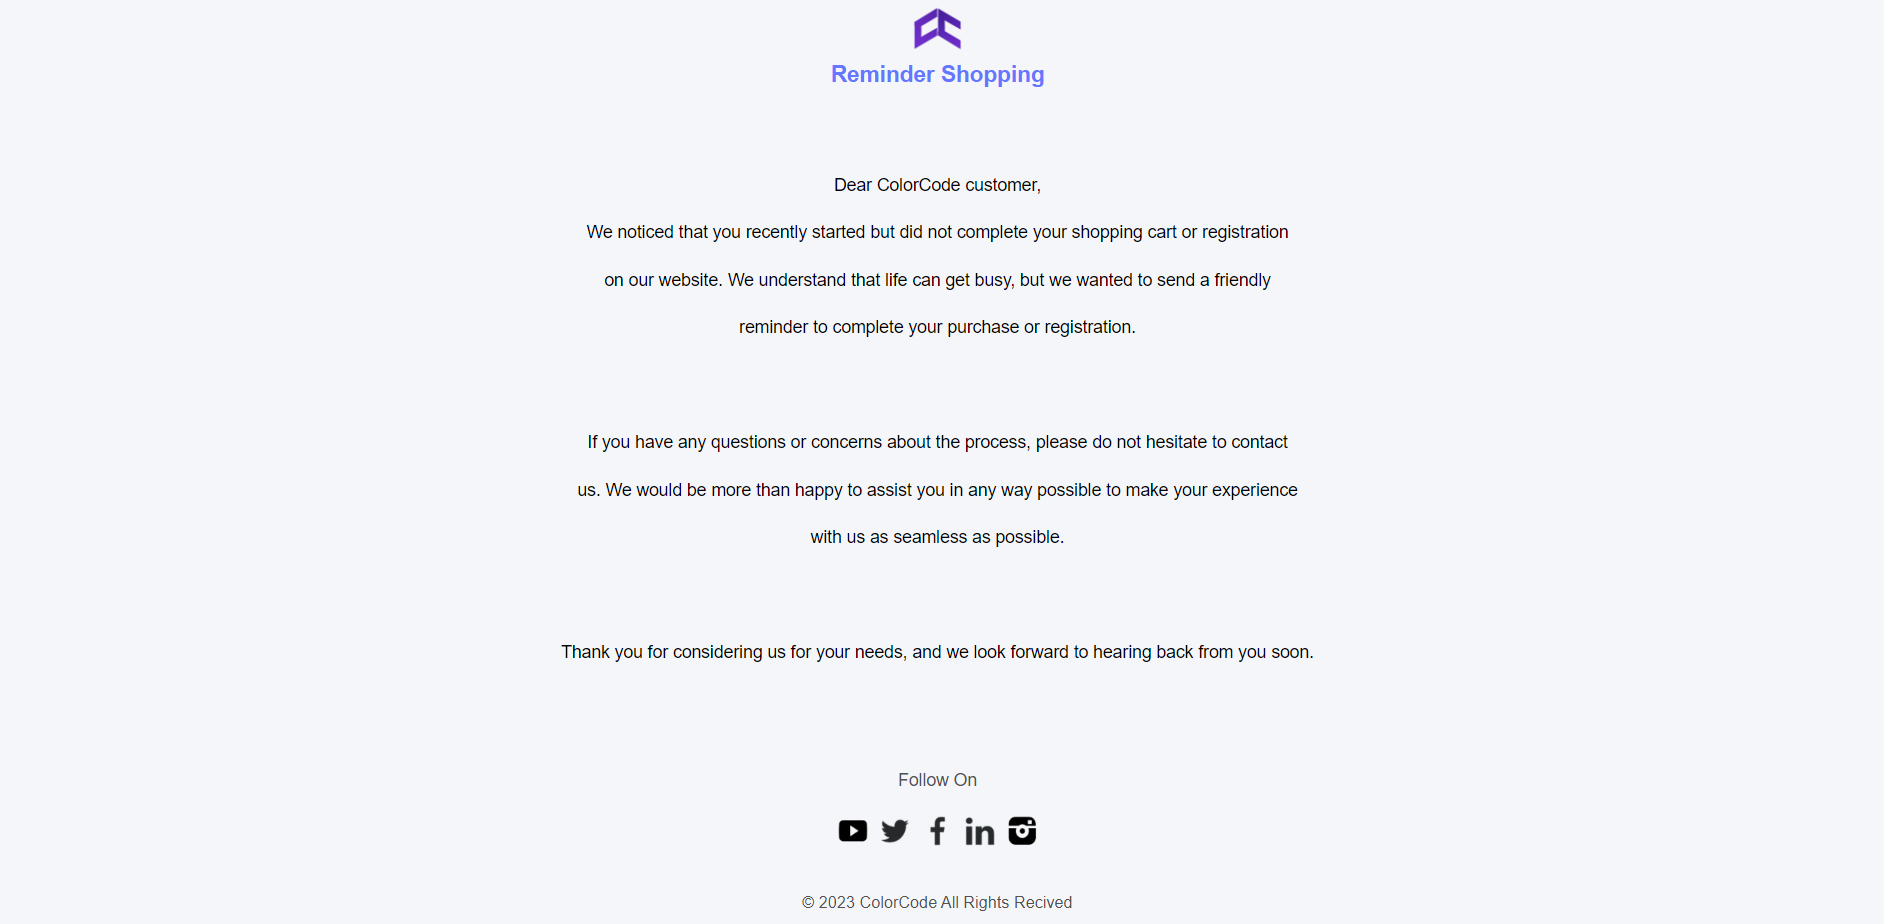 Reminder Shopping
Dear ColorCode customer,
We noticed that you recently started but did not complete your shopping cart or registration
on our website. We understand that life can get busy, but we wanted to send a friendly
reminder to complete your purchase or registration.
If you have any questions or concerns about the process, please do not hesitate to contact
us. We would be more than happy to assist you in any way possible to make your experience
with us as seamless as possible.
Thank you for considering us for your needs, and we look forward to hearing back from you soon.
Follow On
© 2023 ColorCode All Rights Recived